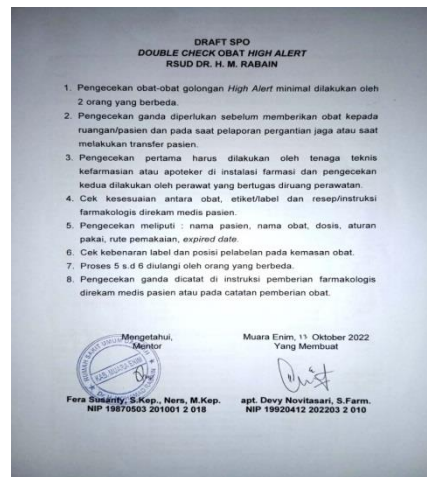 DRAFT SPO
DOUBLE CHECK OBAT HIGH ALERT
RSUD DR. H. M. RABAIN
1. Pengecekan obat-obat golongan High Alert minimal dilakukan oleh
2 orang yang berbeda.
2. Pengecekan ganda diperlukan sebelum memberikan obat kepada
ruangan/pasien dan pada saat pelaporan pergantian jaga atau saat
melakukan transfer pasien.
3. Pengecekan pertama harus dilakukan oleh tenaga teknis
kefarmasian atau apoteker di instalasi farmasi dan pengecekan
kedua dilakukan oleh perawat yang bertugas diruang perawatan.
4. Cek kesesuaian antara obat, etiket/label dan resep/instruksi
farmakologis direkam medis pasien.
5. Pengecekan meliputi : nama pasien, nama obat, dosis, aturan
pakai, rute pemakaian, expired date.
6. Cek kebenaran label dan posisi pelabelan pada kemasan obat.
7. Proses 5 s.d 6 diulangi oleh orang yang berbeda.
8. Pengecekan ganda dicatat di instruksi pemberian farmakologis
direkam medis pasien atau pada catatan pemberian obat.
Mengetahui,
Mentor
KAB. MUARA ENIM
Fera Susanty, S.Kep., Ners, M.Kep.
NIP 19870503 201001 2 018
Muara Enim, 11 Oktober 2022
Yang Membuat
apt. Devy Novitasari, S.Farm.
NIP 19920412 202203 2 010